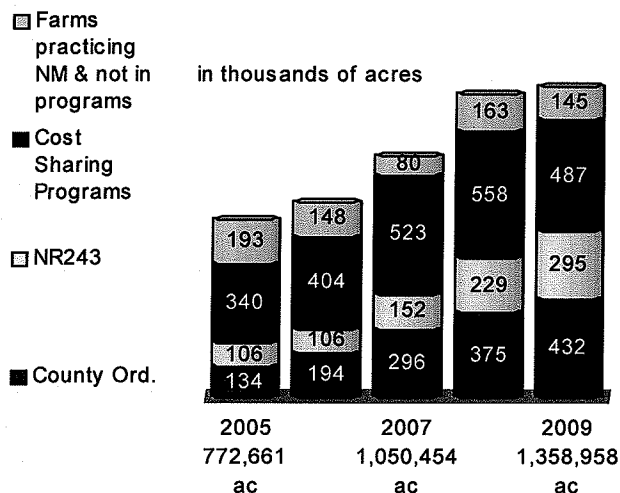 Farms
practicing
NM & not in
programs
in thousands of acres
Cost
Sharing
Programs
NR243
County Ord.
193
340
106
134
148
404
106
194
80
523
152
296
163
558
229
375
145
487
295
432
2005
772,661
ac
2007
1,050,454
ac
2009
1,358,958
ac